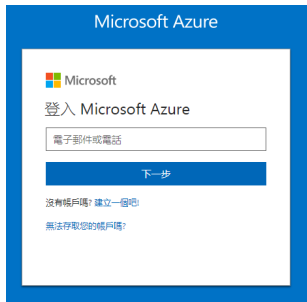 Microsoft Azure
Microsoft
登入 Microsoft Azure
電子郵件或電話
下一步
沒有帳戶嗎? 建立一個吧!
無法存取您的帳戶嗎?